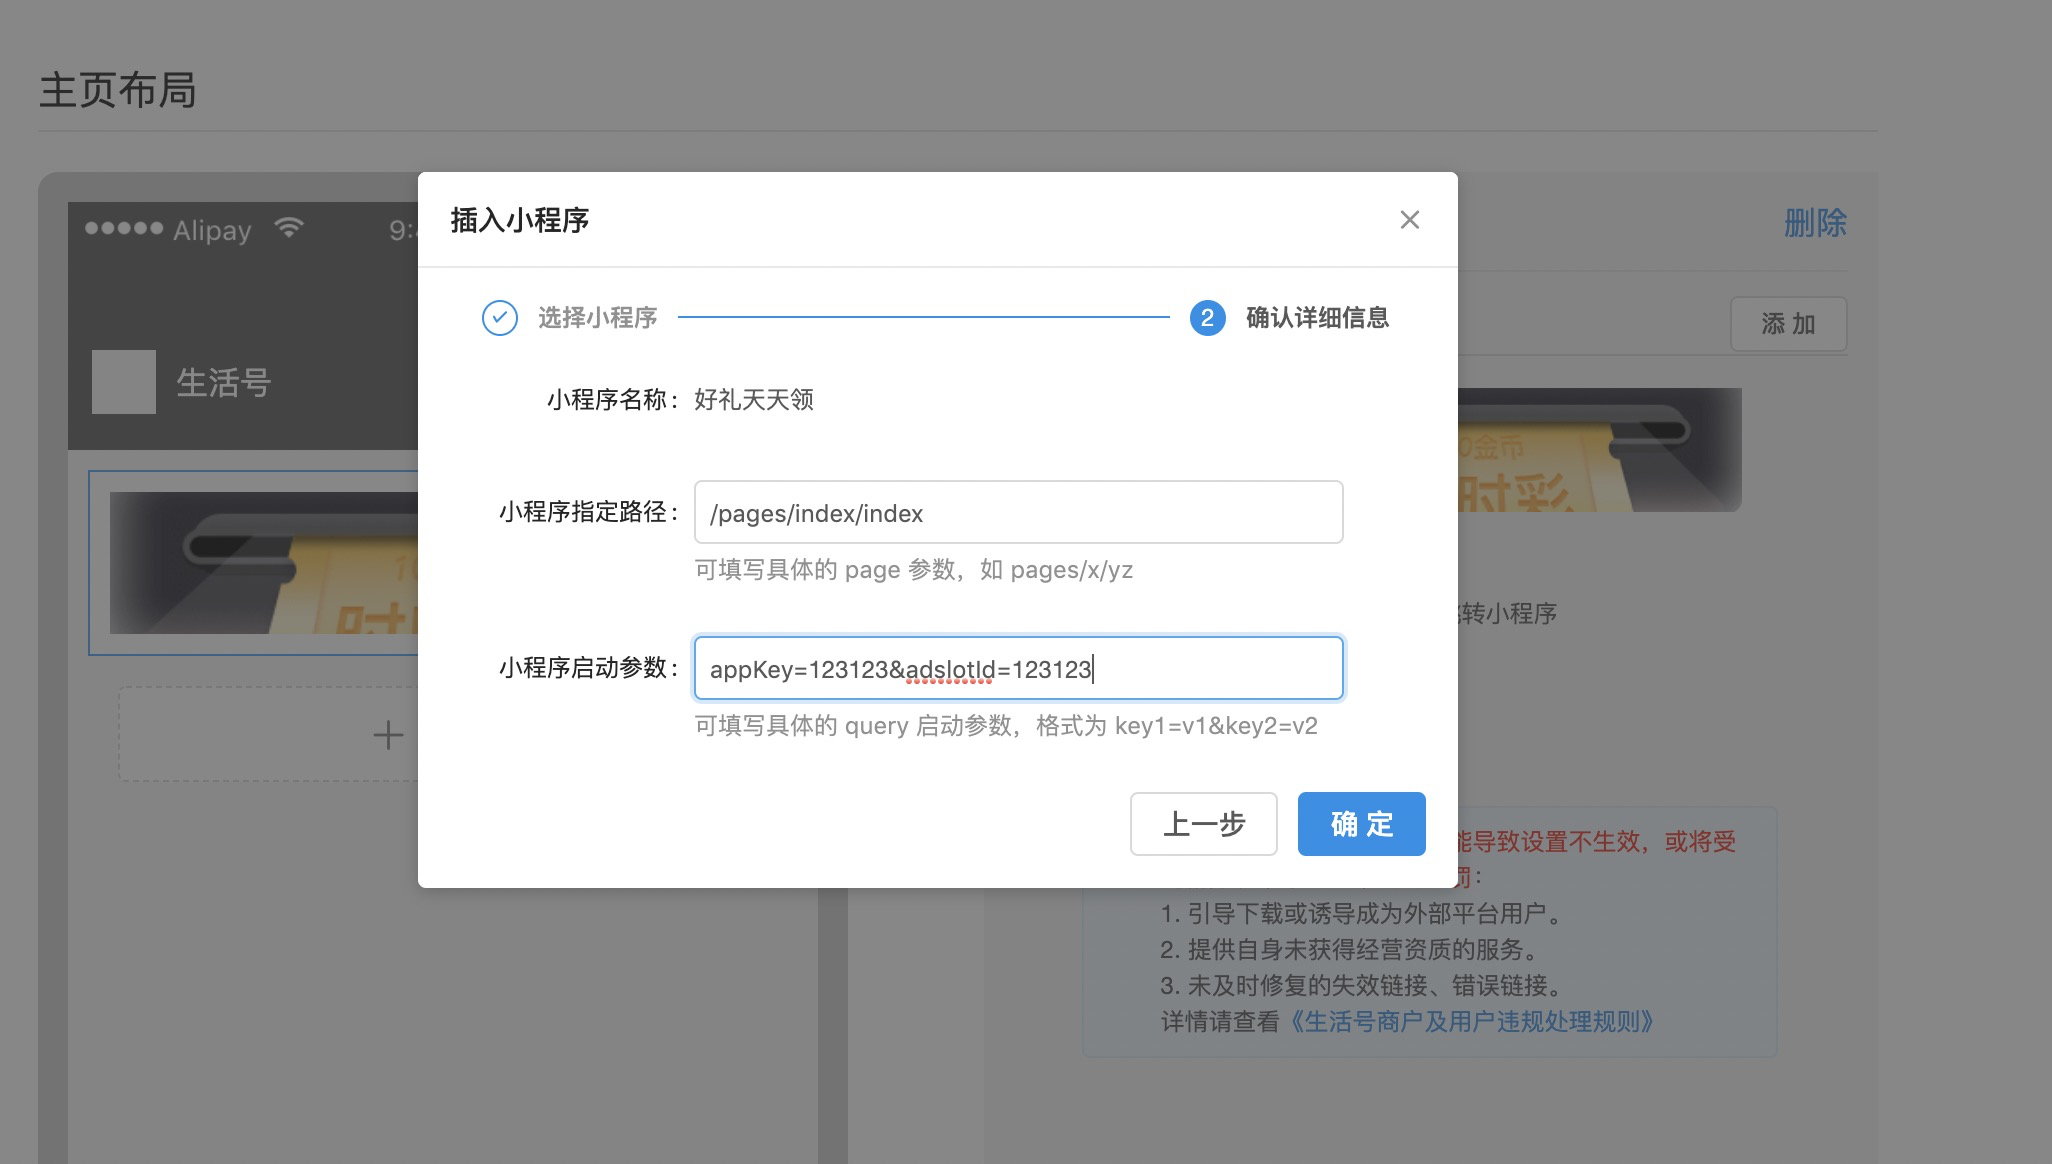 主页布局
Alipay
9:
删除
插入小程序
选择小程序
2 确认详细信息
添 加
生活号
小程序名称： 好礼天天领
0金币
时彩
小程序指定路径： /pages/index/index
可填写具体的 page 参数，如 pages/x/yz
转小程序
小程序启动参数： appKey=123123&adslotId=123123
可填写具体的 query 启动参数，格式为 key1=v1&key2=v2
上一步
确 定
能导致设置不生效，或将受
罚：
1. 引导下载或诱导成为外部平台用户。
2. 提供自身未获得经营资质的服务。
3. 未及时修复的失效链接、错误链接。
详情请查看《生活号商户及用户违规处理规则》